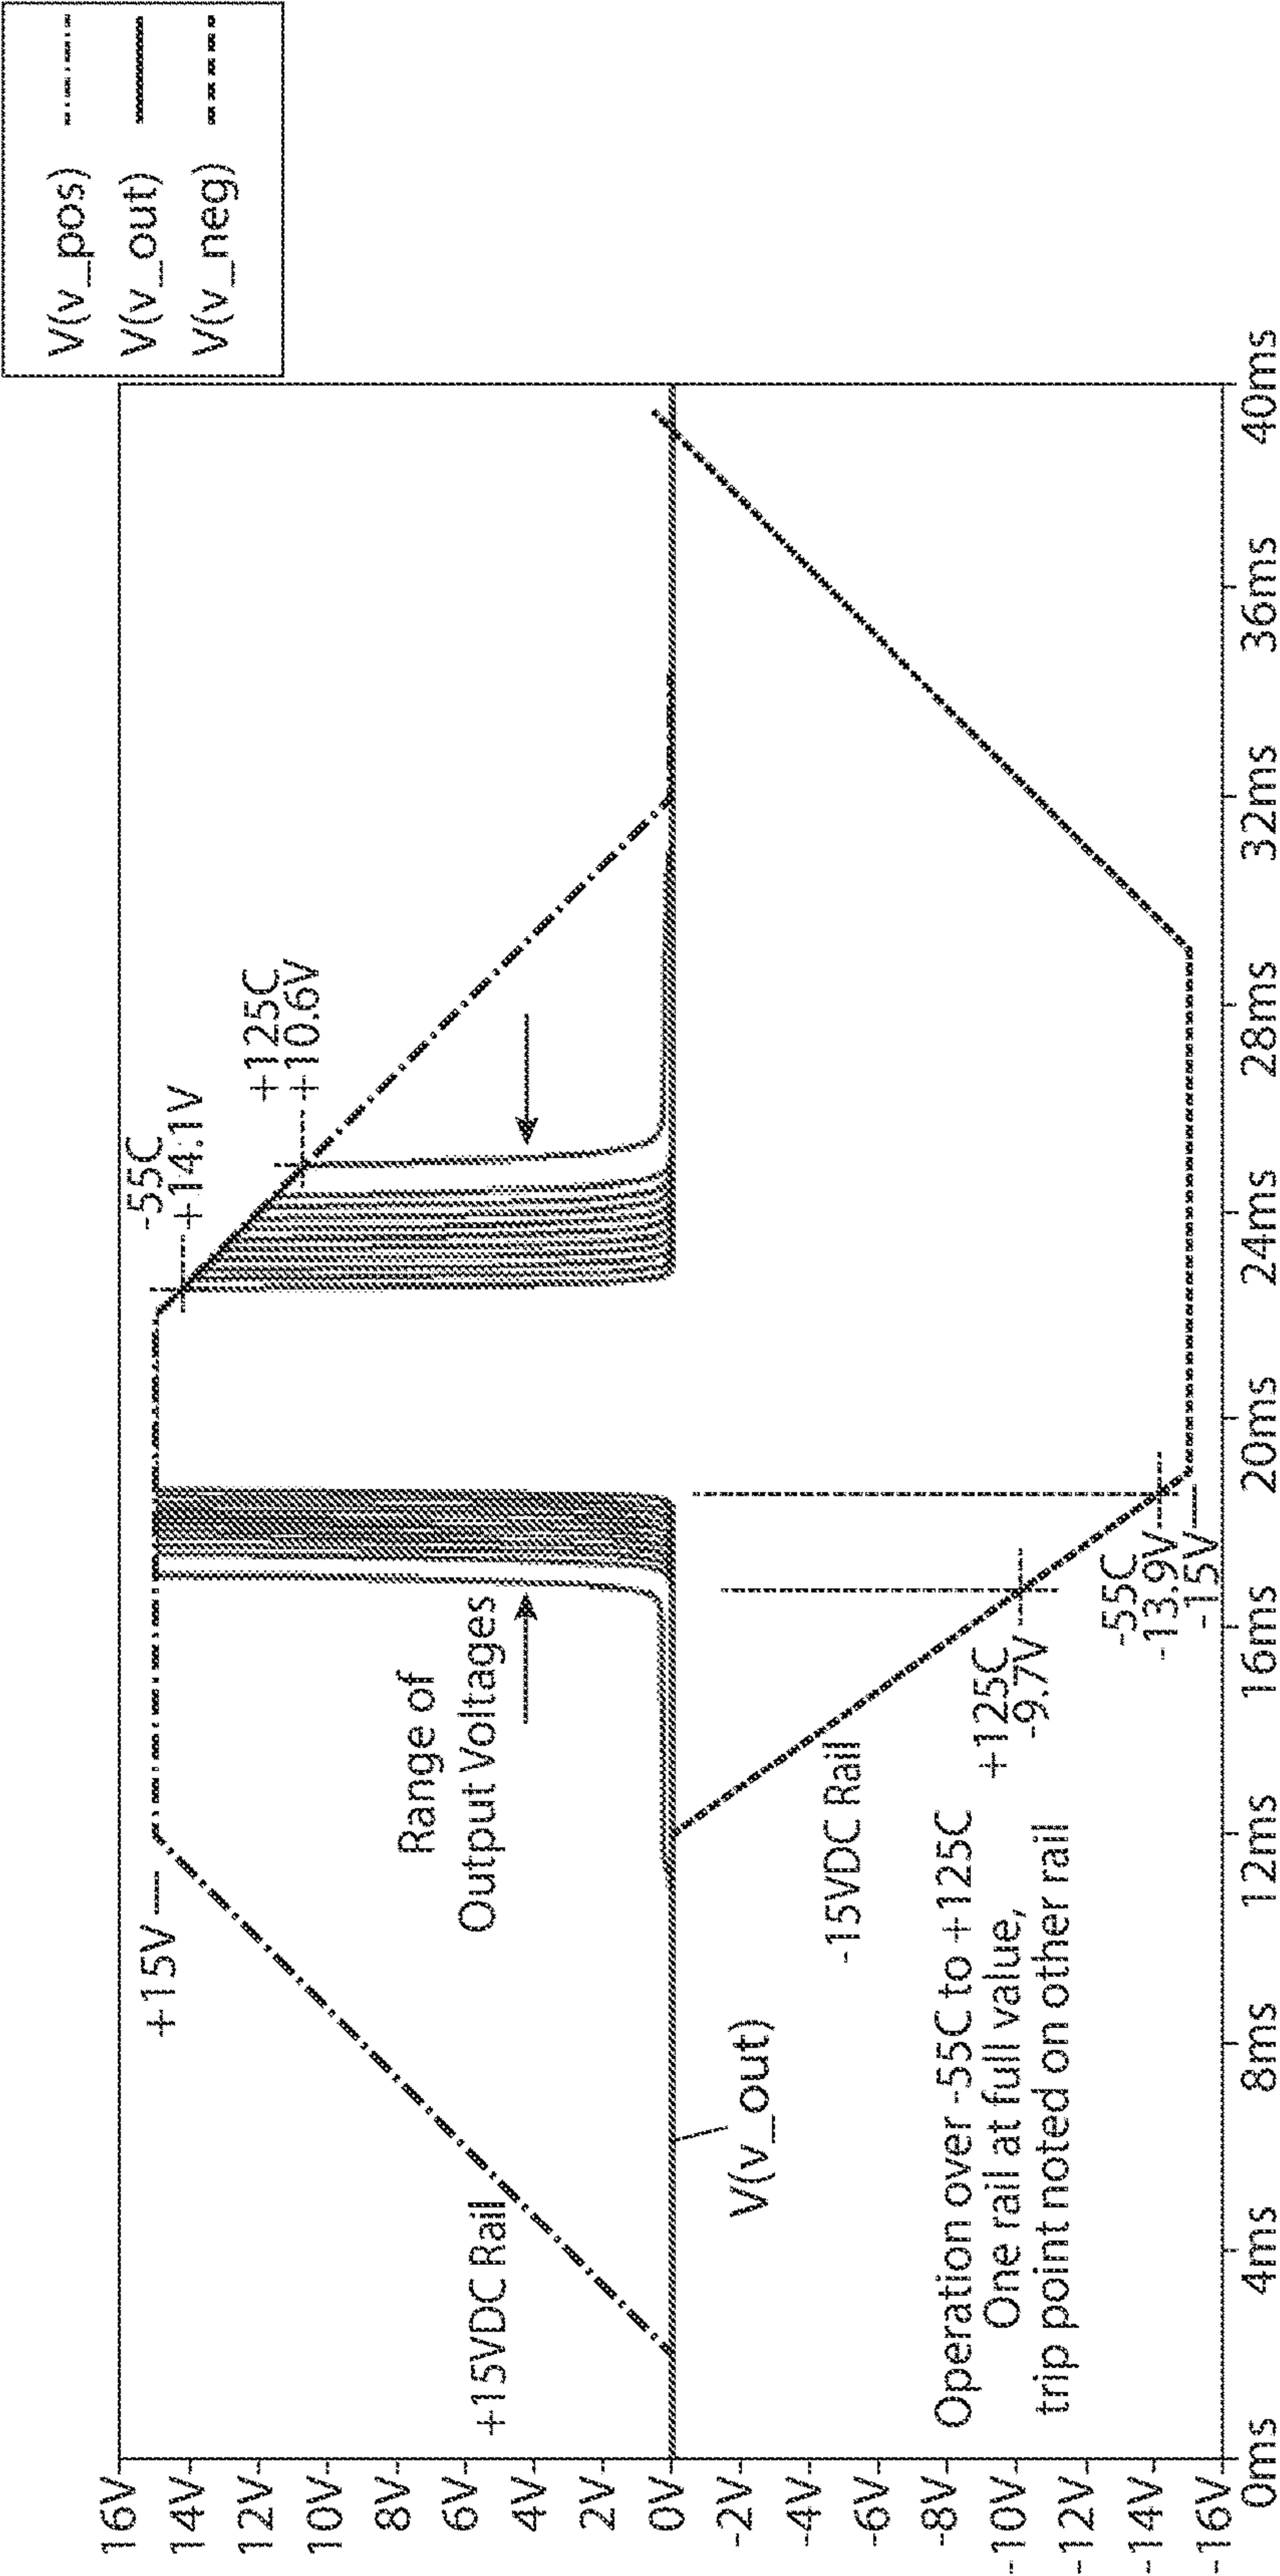 V(v_pos)
V(v_out)
V(v_neg)
16V
14V
12V
10V
8V
6V
4V
2V
0V
-2V
-4V
-6V
-8V
-10V
-12V
-14V
-16V
+15V
-55C
+14.1V
+125C
+10.6V
Range of
Output Voltages
+15VDC Rail
V(v_out)
-15VDC Rail
+125C
-9.7V
-55C
-13.9V
-15V
Operation over -55C to +125C
One rail at full value,
trip point noted on other rail
0ms
4ms
8ms
12ms
16ms
20ms
24ms
28ms
32ms
36ms
40ms